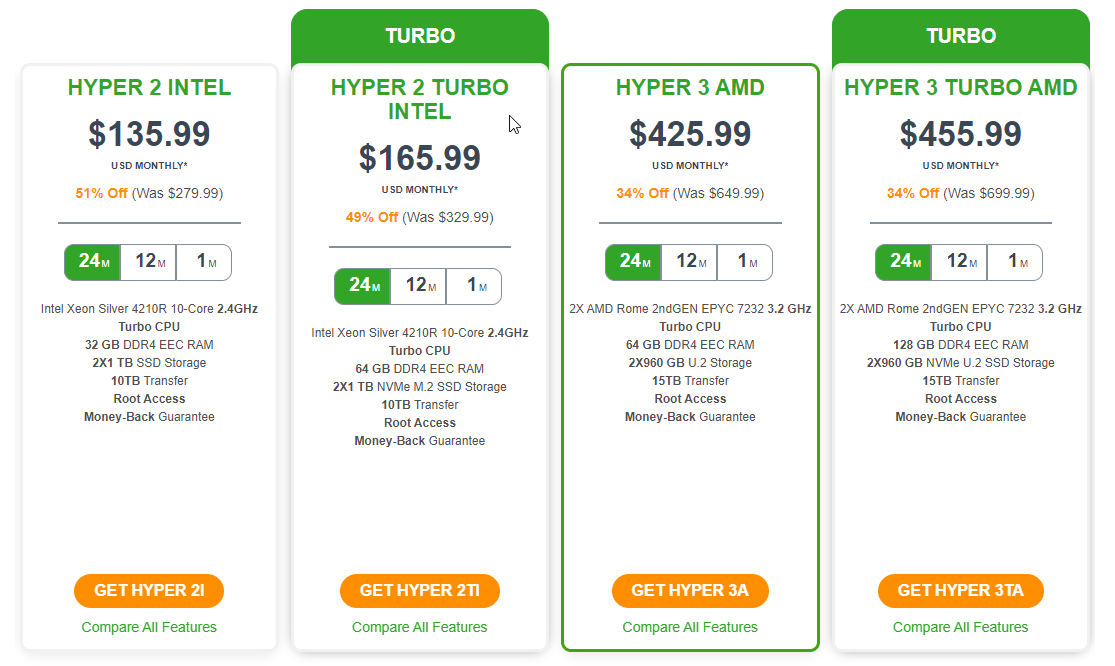 HYPER 2 INTEL
$135.99
USD MONTHLY*
51% Off (Was $279.99)
24M 12M 1M
Intel Xeon Silver 4210R 10-Core 2.4GHz
Turbo CPU
32 GB DDR4 EEC RAM
2X1 TB SSD Storage
10TB Transfer
Root Access
Money-Back Guarantee
GET HYPER 2I
Compare All Features
TURBO
HYPER 2 TURBO
INTEL
$165.99
USD MONTHLY*
49% Off (Was $329.99)
24M 12M 1M
Intel Xeon Silver 4210R 10-Core 2.4GHz
Turbo CPU
64 GB DDR4 EEC RAM
2X1 TB NVMe M.2 SSD Storage
10TB Transfer
Root Access
Money-Back Guarantee
GET HYPER 2TI
Compare All Features
HYPER 3 AMD
$425.99
USD MONTHLY*
34% Off (Was $649.99)
24M 12M 1M
2X AMD Rome 2ndGEN EPYC 7232 3.2 GHz
Turbo CPU
64 GB DDR4 EEC RAM
2X960 GB U.2 Storage
15TB Transfer
Root Access
Money-Back Guarantee
GET HYPER 3A
Compare All Features
TURBO
HYPER 3 TURBO AMD
$455.99
USD MONTHLY*
34% Off (Was $699.99)
24M 12M 1M
2X AMD Rome 2ndGEN EPYC 7232 3.2 GHz
Turbo CPU
128 GB DDR4 EEC RAM
2X960 GB NVMe U.2 SSD Storage
15TB Transfer
Root Access
Money-Back Guarantee
GET HYPER 3TA
Compare All Features